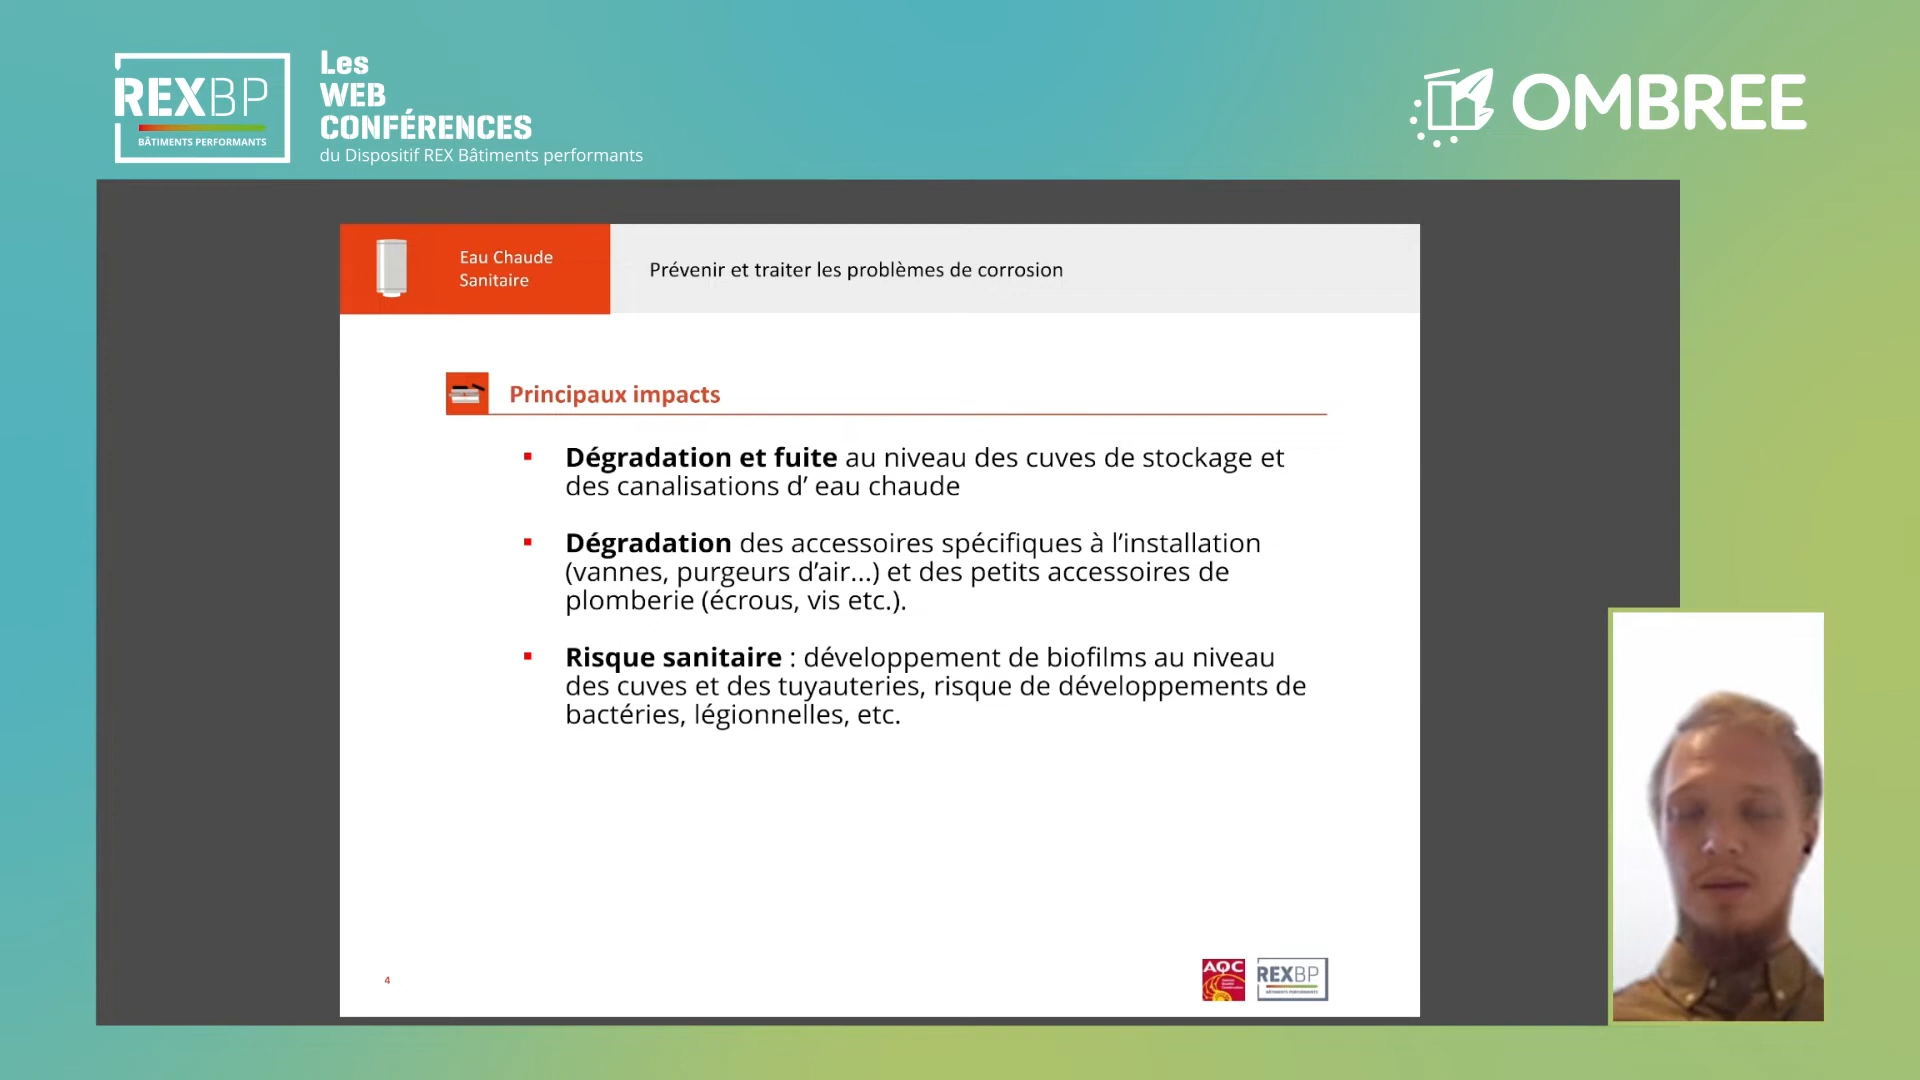 REXBP
BÂTIMENTS PERFORMANTS
Les
WEB
CONFÉRENCES
du Dispositif REX Bâtiments performants
OMBREE
Eau Chaude
Sanitaire
Prévenir et traiter les problèmes de corrosion
Principaux impacts
▪ Dégradation et fuite au niveau des cuves de stockage et
des canalisations d’ eau chaude
▪ Dégradation des accessoires spécifiques à l’installation
(vannes, purgeurs d’air...) et des petits accessoires de
plomberie (écrous, vis etc.).
▪ Risque sanitaire : développement de biofilms au niveau
des cuves et des tuyauteries, risque de développements de
bactéries, légionnelles, etc.
4
AQC
REXBP
BÂTIMENTS PERFORMANTS